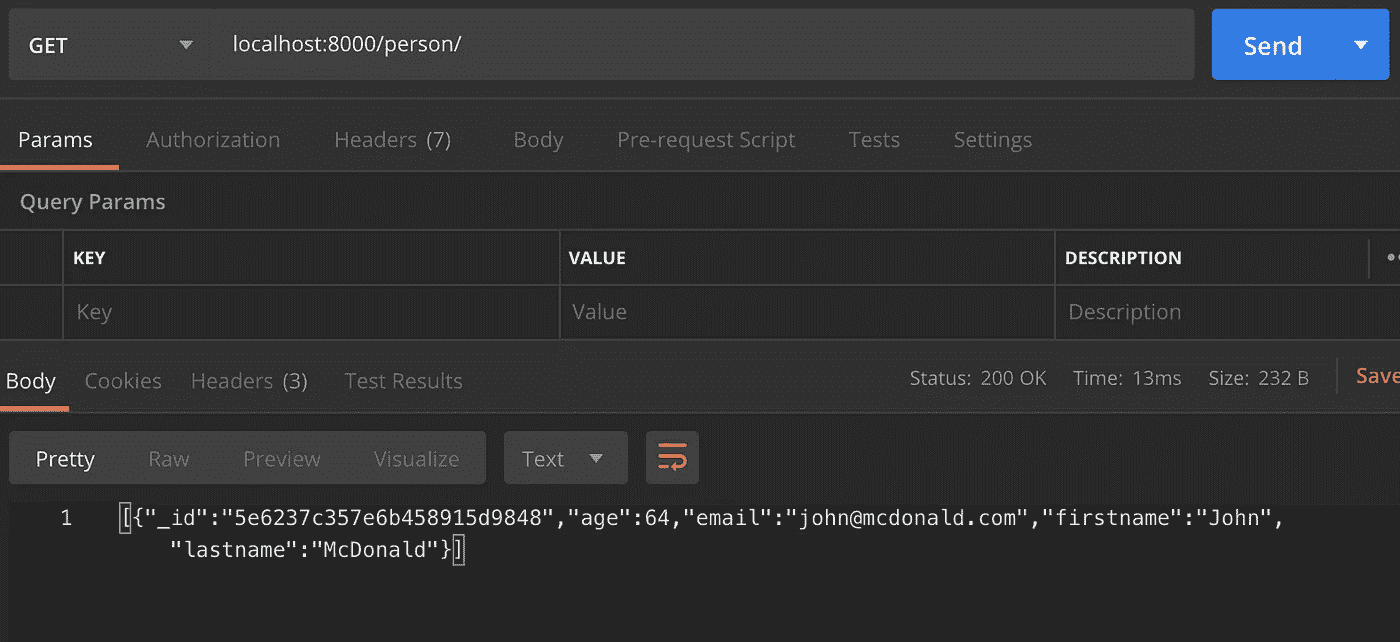 GET localhost:8000/person/ Send
Params Authorization Headers (7) Body Pre-request Script Tests Settings
Query Params
KEY VALUE DESCRIPTION
Key Value Description
Body Cookies Headers (3) Test Results Status: 200 OK Time: 13ms Size: 232 B Save
Pretty Raw Preview Visualize Text
1 [{"_id":"5e6237c357e6b458915d9848","age":64,"email":"john@mcdonald.com","firstname":"John",
"lastname":"McDonald"}]